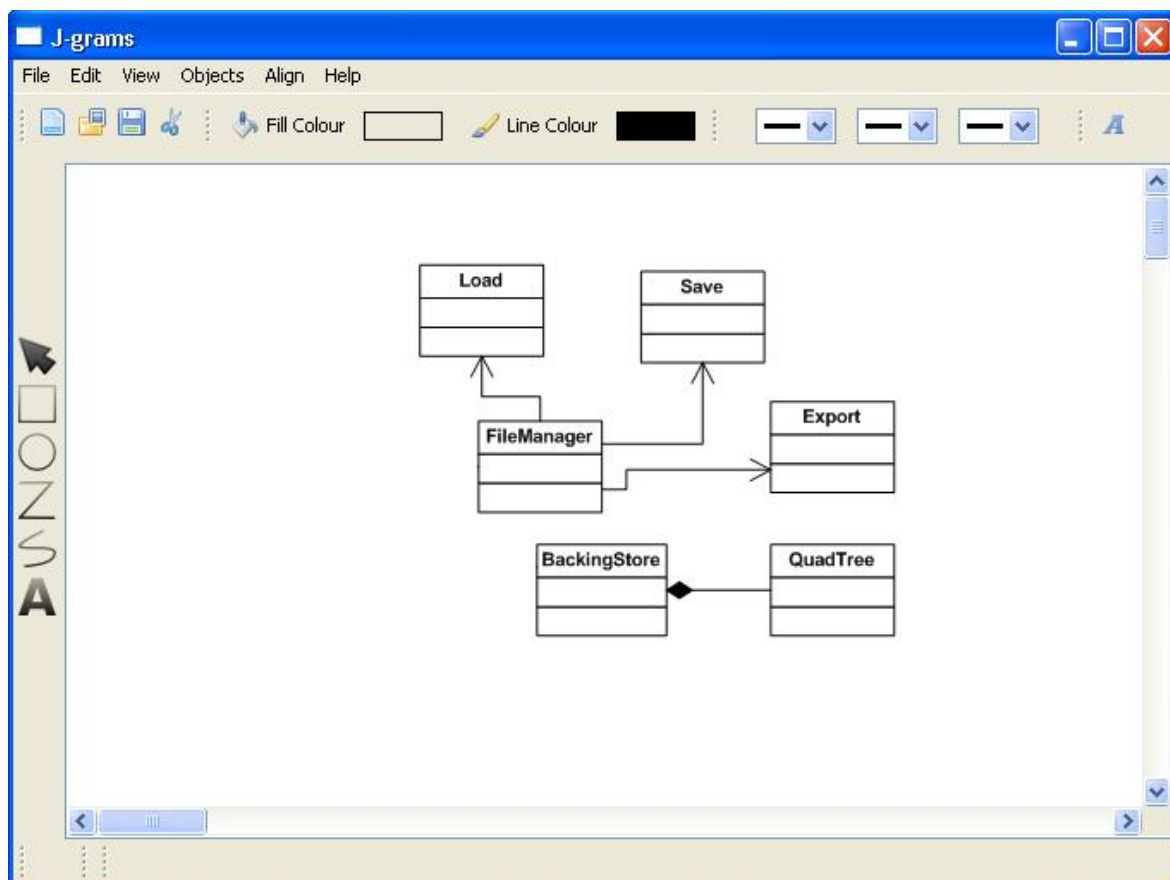 J-grams
File Edit View Objects Align Help
Fill Colour Line Colour A
Load
Save
Export
FileManager
BackingStore QuadTree
A